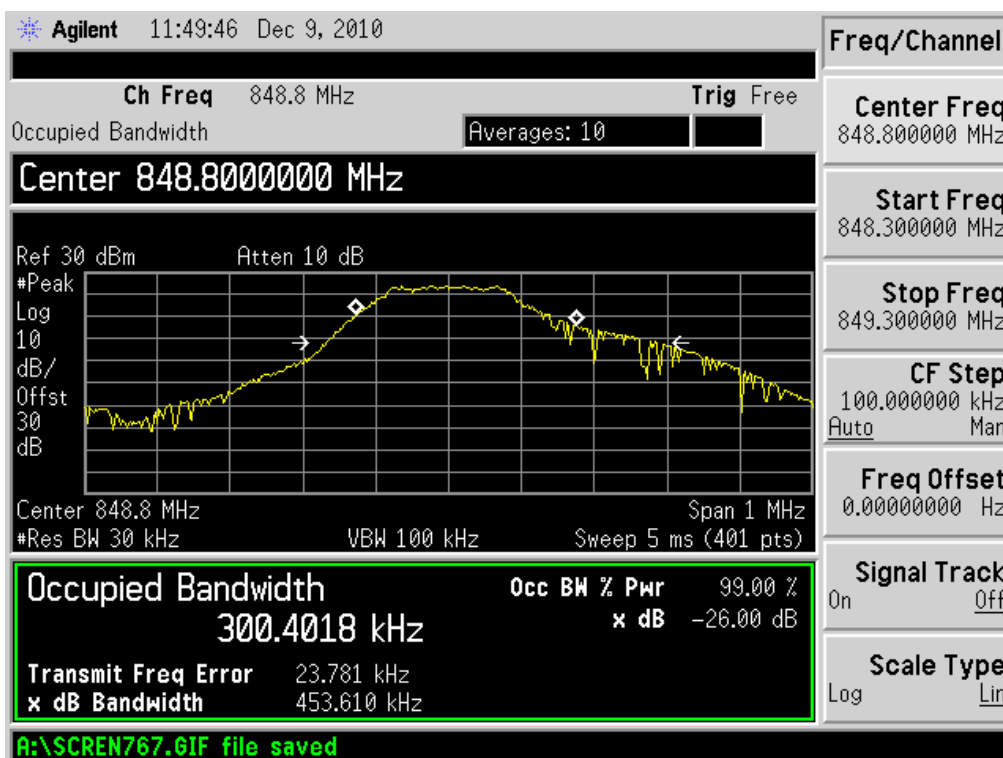 Agilent 11:49:46 Dec 9, 2010
Ch Freq 848.8 MHz Trig Free
Occupied Bandwidth Averages: 10
Center 848.8000000 MHz
Ref 30 dBm Atten 10 dB
#Peak
Log
10
dB/
Offst
30
dB
Center 848.8 MHz Span 1 MHz
#Res BW 30 kHz VBW 100 kHz Sweep 5 ms (401 pts)
Occupied Bandwidth Occ BW % Pwr 99.00 %
300.4018 kHz x dB -26.00 dB
Transmit Freq Error 23.781 kHz
x dB Bandwidth 453.610 kHz
A:\SCREN767.GIF file saved
Freq/Channel
Center Freq
848.800000 MHz
Start Freq
848.300000 MHz
Stop Freq
849.300000 MHz
CF Step
100.000000 kHz
Auto Man
Freq Offset
0.00000000 Hz
Signal Track
On Off
Scale Type
Log Lin